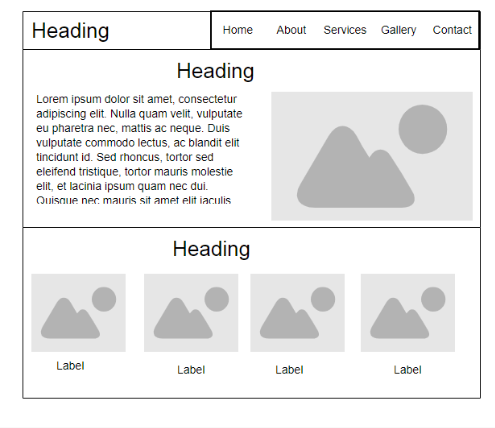 Heading
Home About Services Gallery Contact
Heading
Lorem ipsum dolor sit amet, consectetur
adipiscing elit. Nulla quam velit, vulputate
eu pharetra nec, mattis ac neque. Duis
vulputate commodo lectus, ac blandit elit
tincidunt id. Sed rhoncus, tortor sed
eleifend tristique, tortor mauris molestie
elit, et lacinia ipsum quam nec dui.
Quisque nec mauris sit amet elit iaculis
Heading
Label Label Label Label